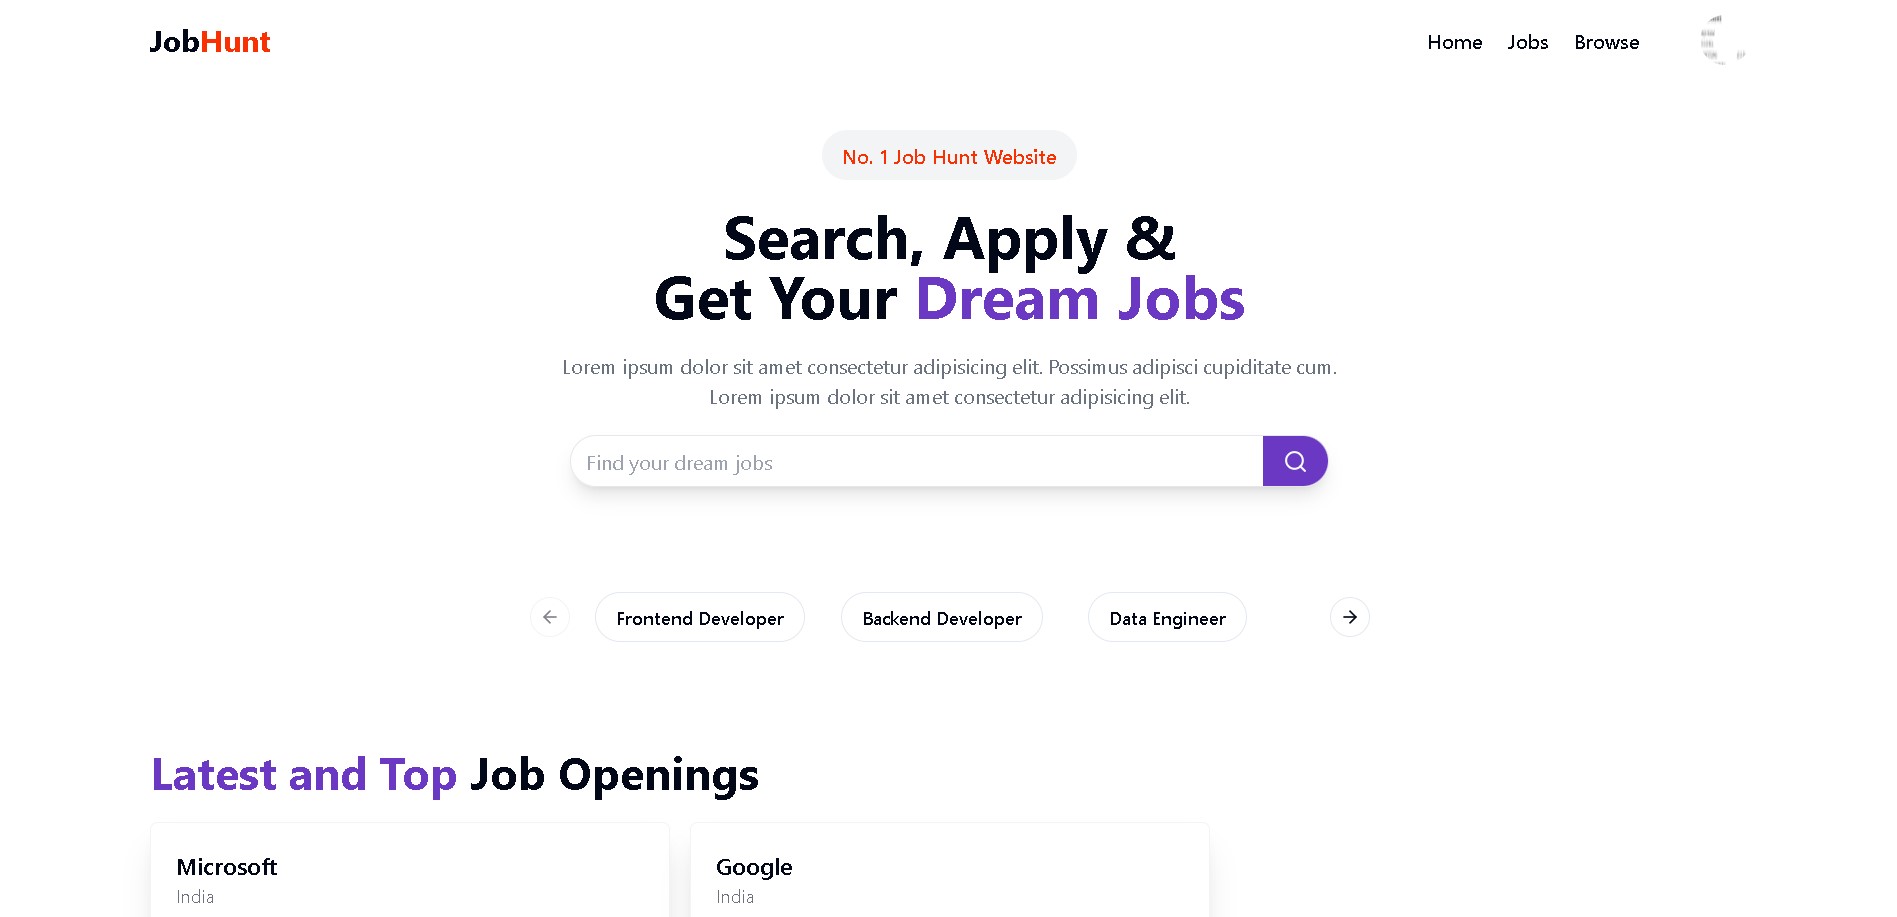 JobHunt
Home Jobs Browse
No. 1 Job Hunt Website
Search, Apply &
Get Your Dream Jobs
Lorem ipsum dolor sit amet consectetur adipisicing elit. Possimus adipisci cupiditate cum.
Lorem ipsum dolor sit amet consectetur adipisicing elit.
Find your dream jobs
Frontend Developer Backend Developer Data Engineer
Latest and Top Job Openings
Microsoft
India
Google
India